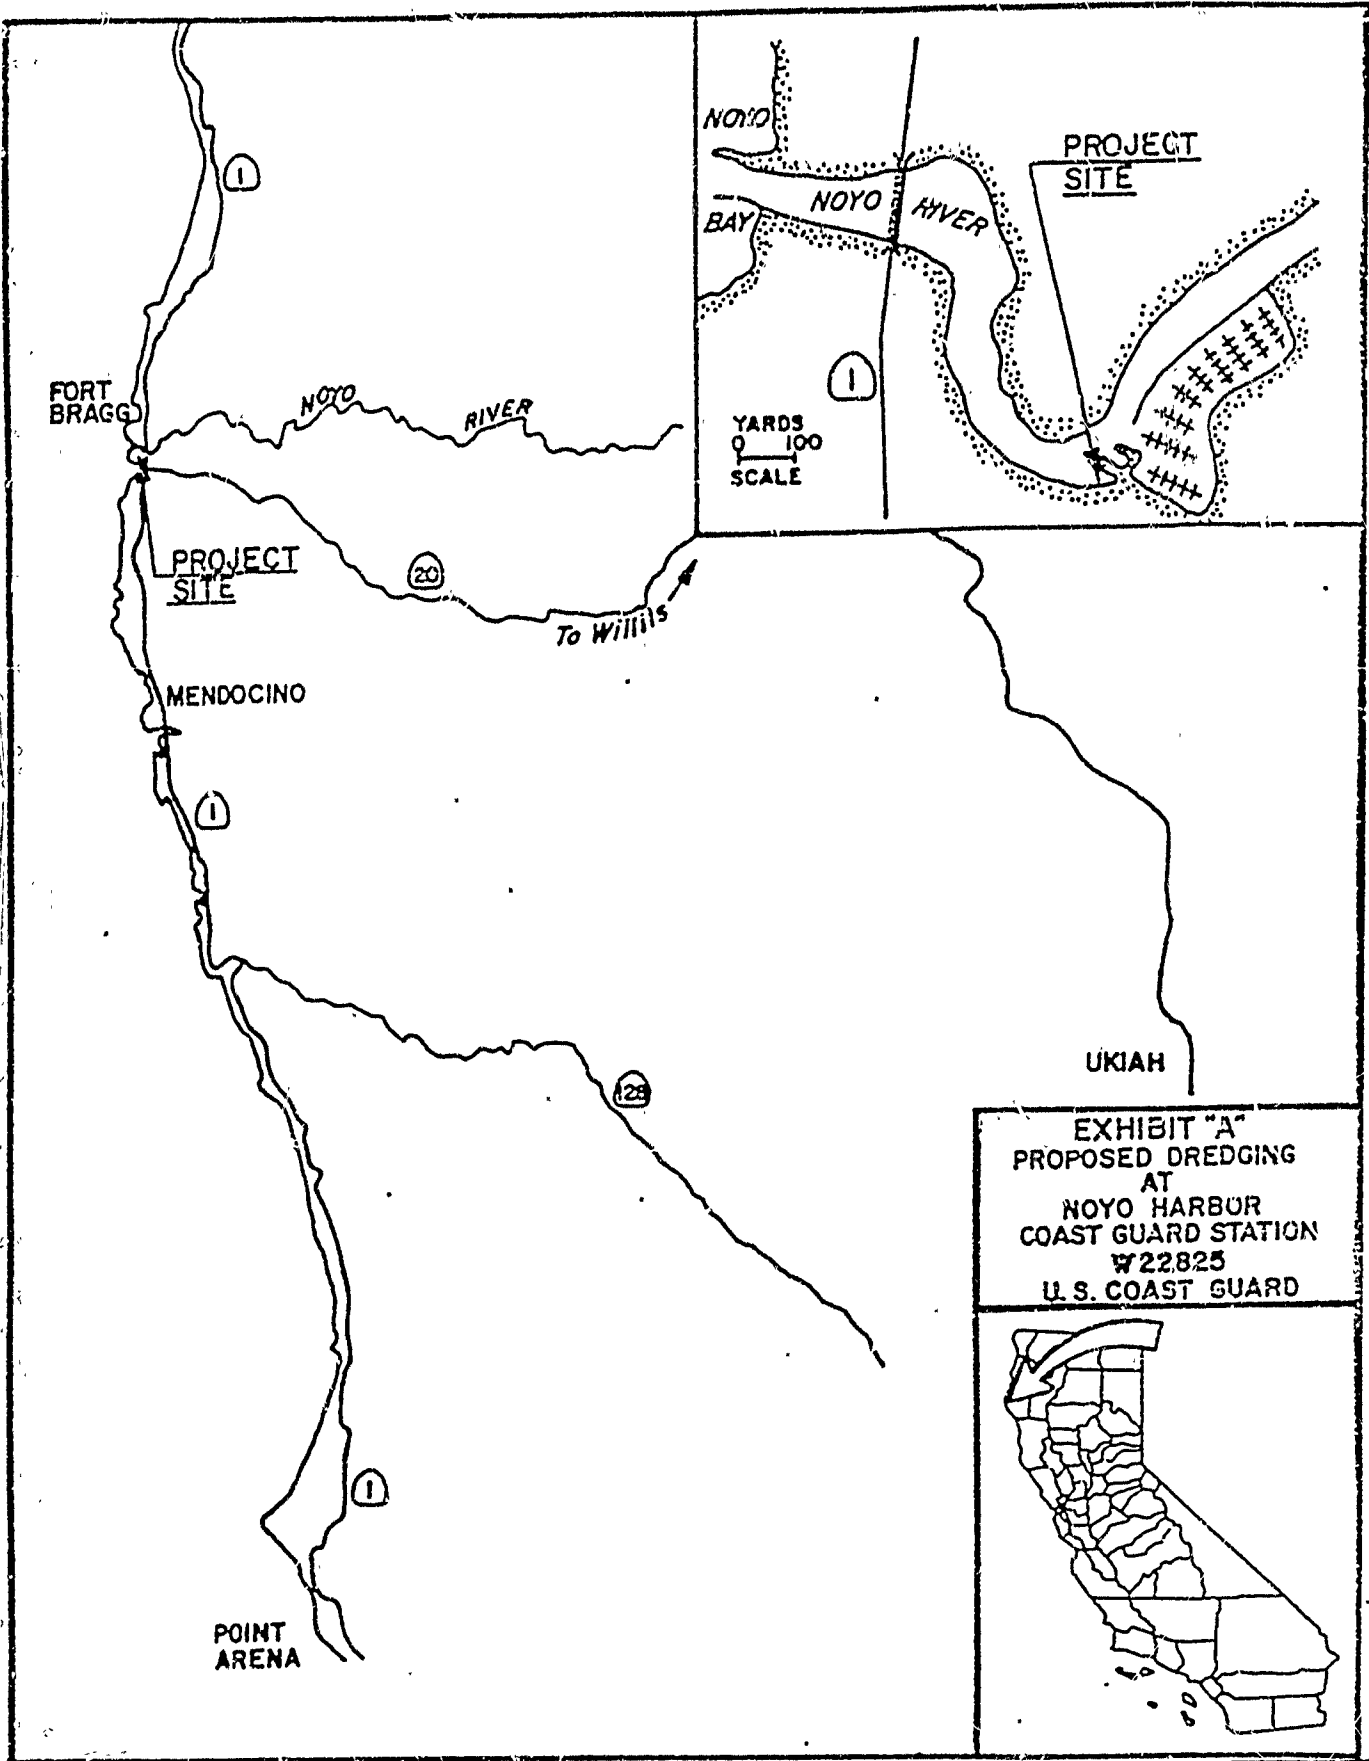 NOYO
BAY
NOYO RIVER
PROJECT
SITE
1
YARDS
0 100
SCALE
1
FORT
BRAGG
NOYO RIVER
PROJECT
SITE
20
To Willits
MENDOCINO
1
128
UKIAH
1
POINT
ARENA
EXHIBIT "A"
PROPOSED DREDGING
AT
NOYO HARBOR
COAST GUARD STATION
W 22825
U.S. COAST GUARD